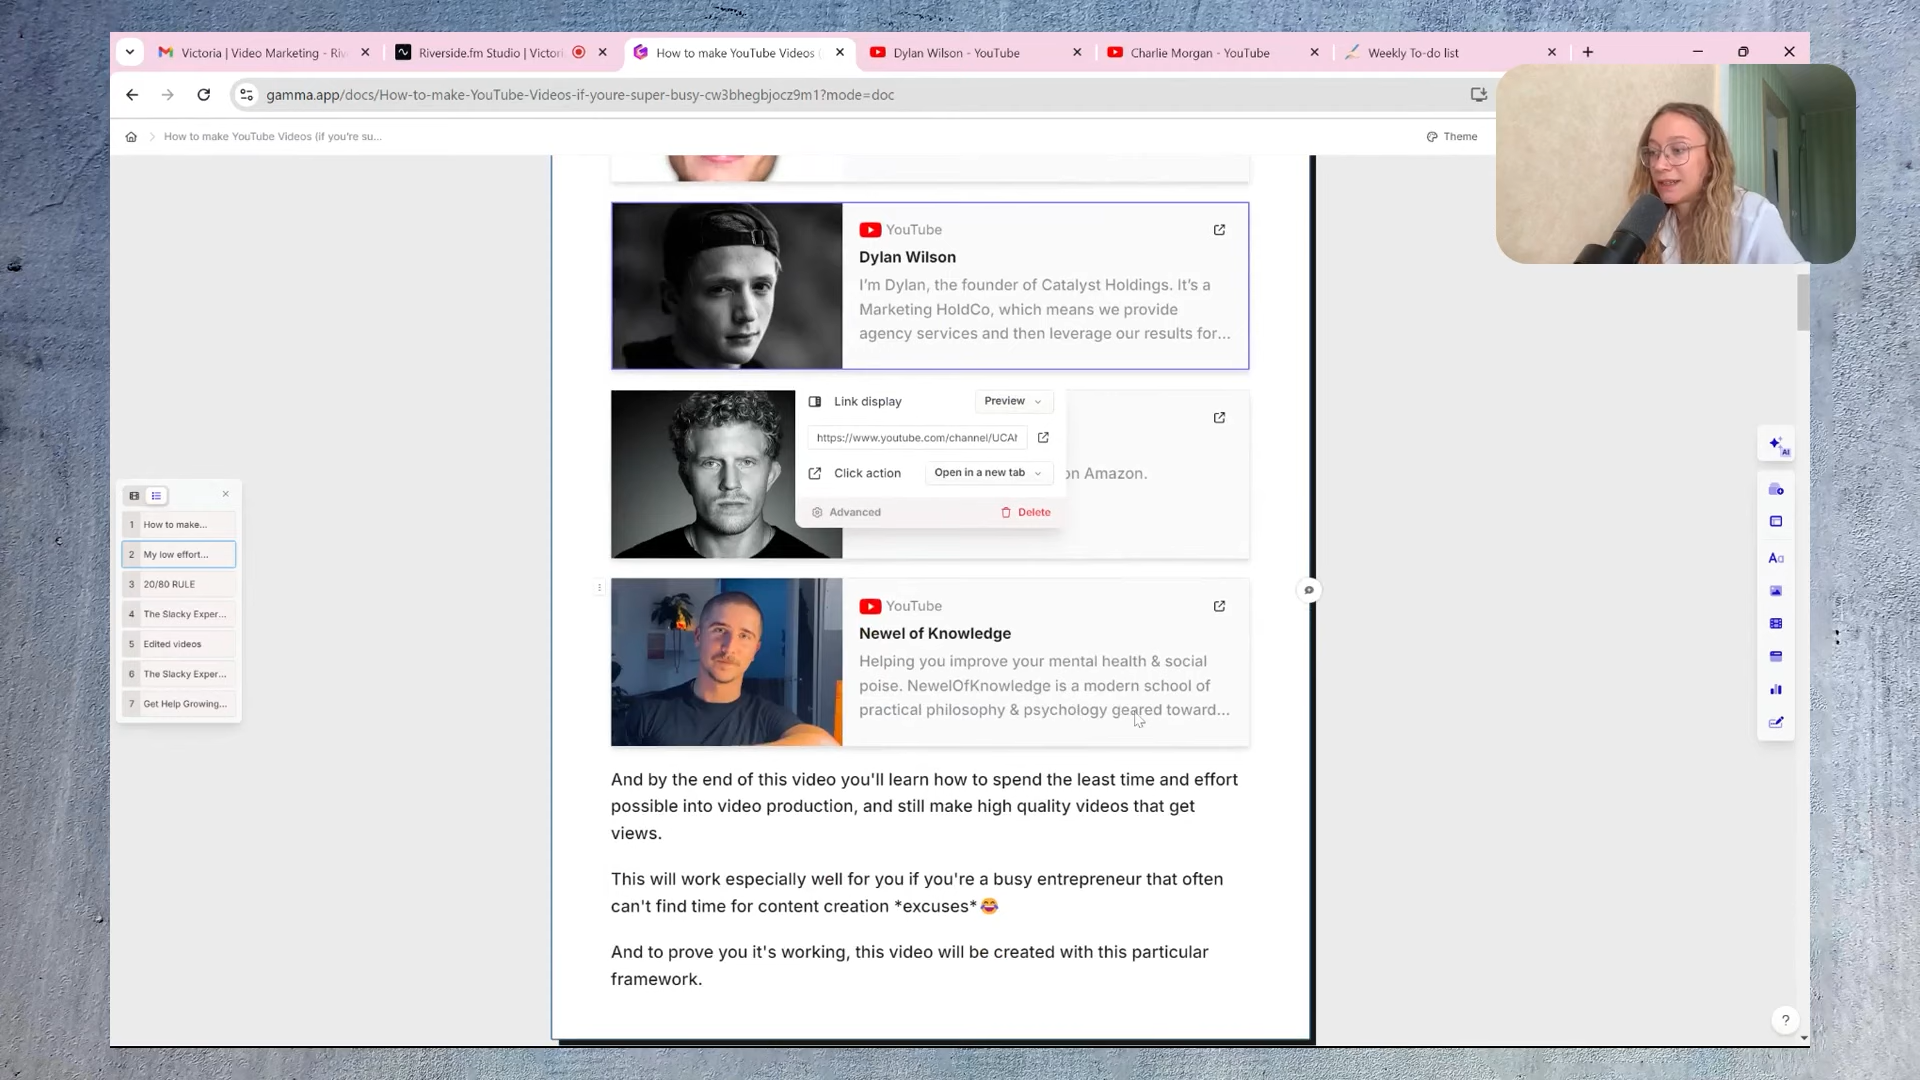 Victoria | Video Marketing - Riv
Riverside.fm Studio | Victori
How to make YouTube Videos (
Dylan Wilson - YouTube
Charlie Morgan - YouTube
Weekly To-do list
gamma.app/docs/How-to-make-YouTube-Videos-if-youre-super-busy-cw3bhegbjocz9m1?mode=doc
How to make YouTube Videos (if you're su...
Theme
YouTube
Dylan Wilson
I'm Dylan, the founder of Catalyst Holdings. It's a
Marketing HoldCo, which means we provide
agency services and then leverage our results for...
Link display
Preview
https://www.youtube.com/channel/UCAH
Click action
Open in a new tab
on Amazon.
Advanced
Delete
1 How to make...
2 My low effort...
3 20/80 RULE
4 The Slacky Exper...
5 Edited videos
6 The Slacky Exper...
7 Get Help Growing...
YouTube
Newel of Knowledge
Helping you improve your mental health & social
poise. NewelOfKnowledge is a modern school of
practical philosophy & psychology geared toward...
And by the end of this video you'll learn how to spend the least time and effort
possible into video production, and still make high quality videos that get
views.
This will work especially well for you if you're a busy entrepreneur that often
can't find time for content creation *excuses*😂
And to prove you it's working, this video will be created with this particular
framework.
AI
Aa
?